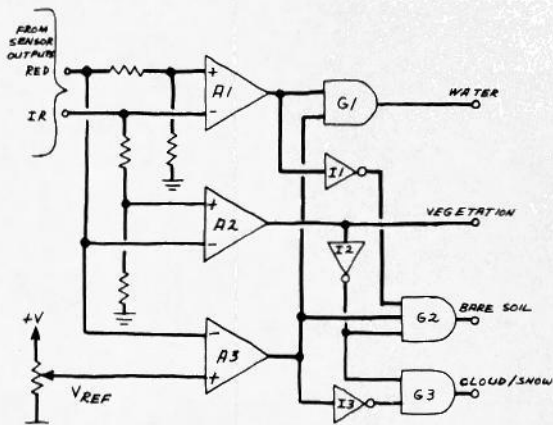 FROM
SENSOR
OUTPUTS
RED
IR
+
-
A1
G1
WATER
I1
+
-
A2
VEGETATION
I2
-
+
A3
G2
BARE SOIL
+V
VREF
I3
G3
CLOUD/SNOW